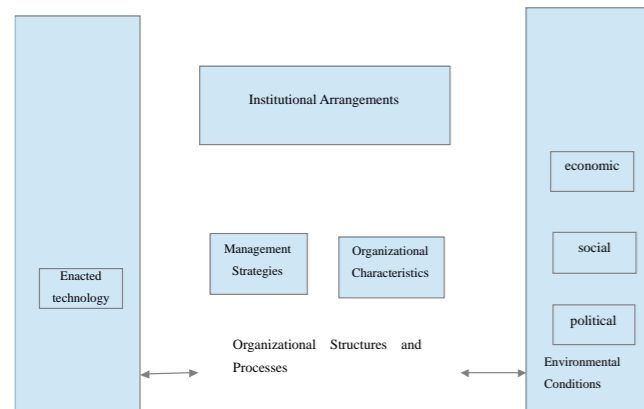 Institutional Arrangements
economic
Management
Strategies
Organizational
Characteristics
social
Enacted
technology
political
Organizational Structures and
Processes
Environmental
Conditions